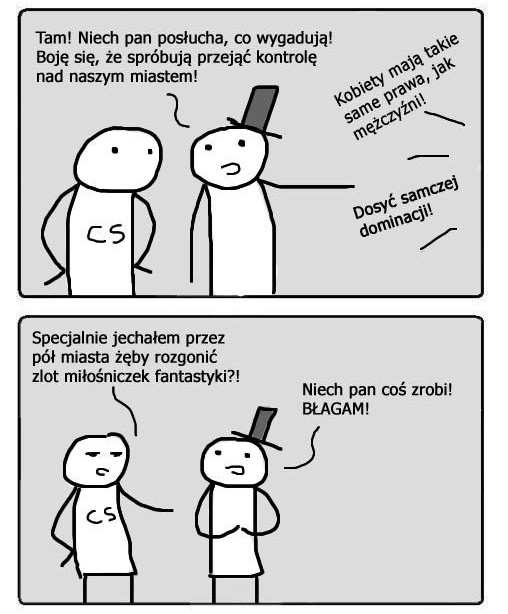 Tam! Niech pan posłucha, co wygadują!
Boję się, że spróbują przejąć kontrolę
nad naszym miastem!
Kobiety mają takie
same prawa, jak
mężczyźni!
Dosyć samczej
dominacji!
CS
Specjalnie jechałem przez
pół miasta żęby rozgonić
zlot miłośniczek fantastyki?!
Niech pan coś zrobi!
BŁAGAM!
CS